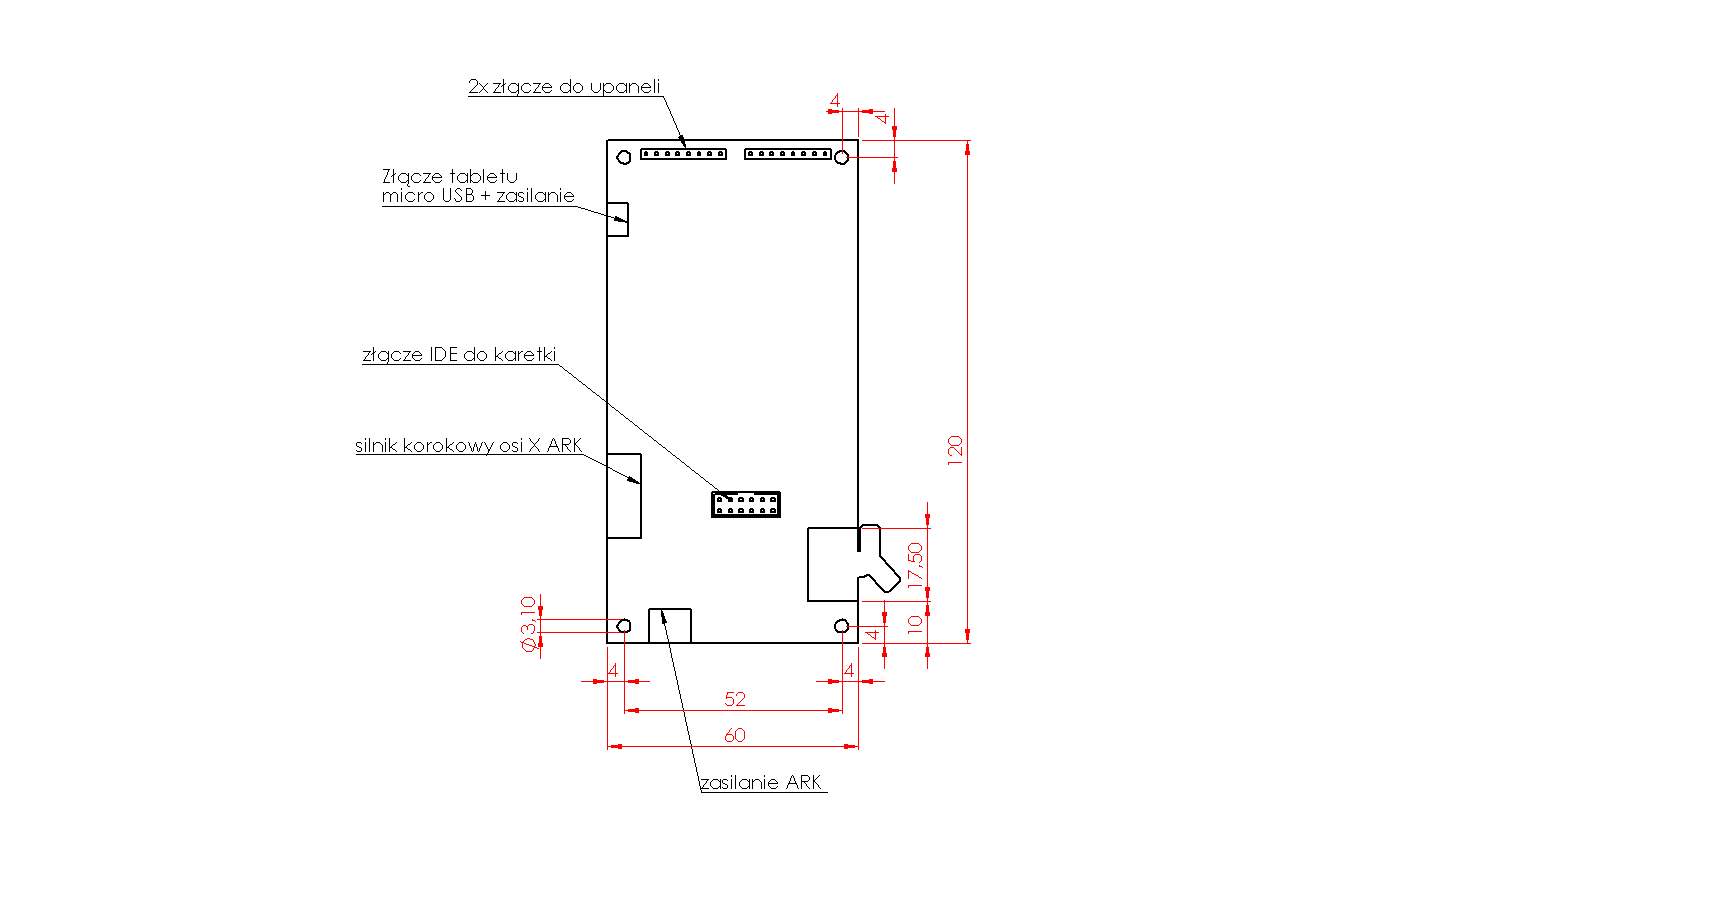 2x złącze do upaneli
4
4
Złącze tabletu
micro USB + zasilanie
złącze IDE do karetki
silnik korokowy osi X ARK
120
17,50
10
Ø3,10
4
4
4
52
60
zasilanie ARK